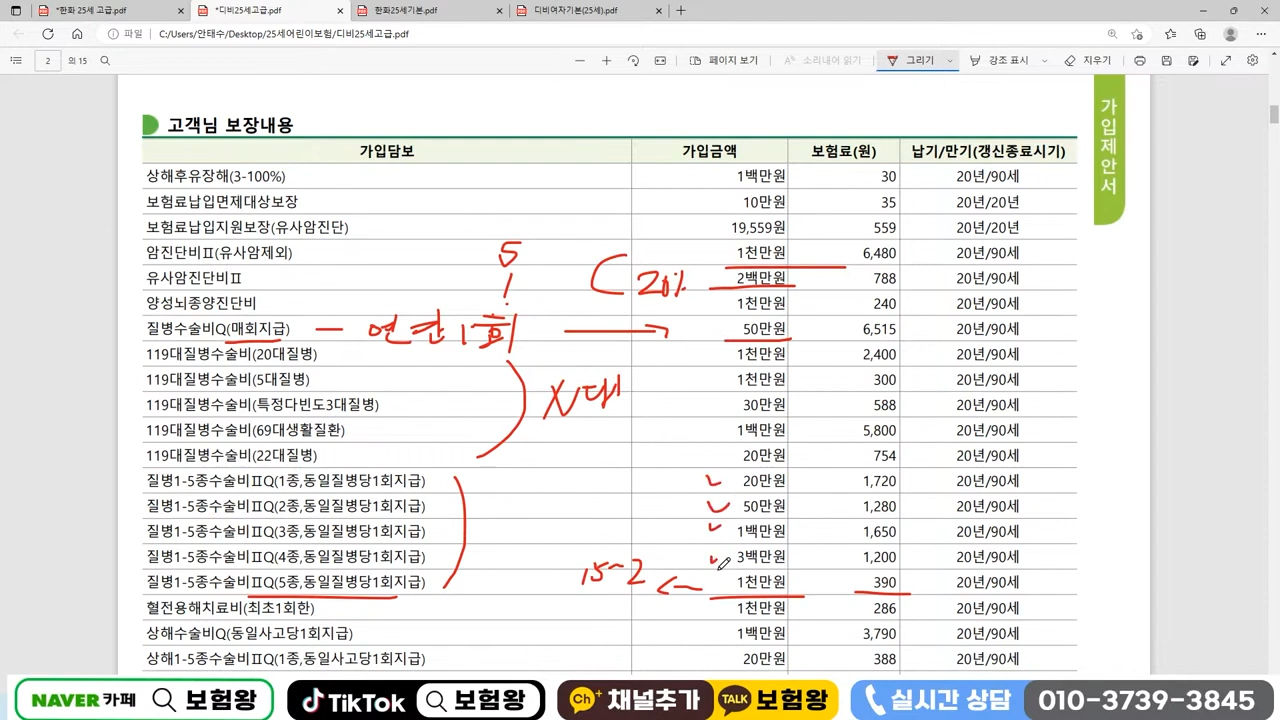 *한화 25세 고급.pdf
*디비25세고급.pdf
한화25세기본.pdf
디비여자기본(25세).pdf
파일
C:/Users/안태수/Desktop/25세어린이보험/디비25세고급.pdf
2 의 15
페이지 보기
소리내어 읽기
그리기
강조 표시
지우기
가입제안서
고객님 보장내용
가입담보 가입금액 보험료(원) 납기/만기(갱신종료시기)
상해후유장해(3-100%) 1백만원 30 20년/90세
보험료납입면제대상보장 10만원 35 20년/20년
보험료납입지원보장(유사암진단) 19,559원 559 20년/20년
암진단비Ⅱ(유사암제외) 1천만원 6,480 20년/90세
유사암진단비Ⅱ 2백만원 788 20년/90세
양성뇌종양진단비 1천만원 240 20년/90세
질병수술비Q(매회지급) 50만원 6,515 20년/90세
119대질병수술비(20대질병) 1천만원 2,400 20년/90세
119대질병수술비(5대질병) 1천만원 300 20년/90세
119대질병수술비(특정다빈도3대질병) 30만원 588 20년/90세
119대질병수술비(69대생활질환) 1백만원 5,800 20년/90세
119대질병수술비(22대질병) 20만원 754 20년/90세
질병1-5종수술비ⅡQ(1종,동일질병당1회지급) 20만원 1,720 20년/90세
질병1-5종수술비ⅡQ(2종,동일질병당1회지급) 50만원 1,280 20년/90세
질병1-5종수술비ⅡQ(3종,동일질병당1회지급) 1백만원 1,650 20년/90세
질병1-5종수술비ⅡQ(4종,동일질병당1회지급) 3백만원 1,200 20년/90세
질병1-5종수술비ⅡQ(5종,동일질병당1회지급) 1천만원 390 20년/90세
혈전용해치료비(최초1회한) 1천만원 286 20년/90세
상해수술비Q(동일사고당1회지급) 1백만원 3,790 20년/90세
상해1-5종수술비ⅡQ(1종,동일사고당1회지급) 20만원 388 20년/90세
5
20%
연간1회
15~2
NAVER 카페 보험왕
TikTok 보험왕
Ch+ 채널추가 TALK 보험왕
실시간 상담 010-3739-3845